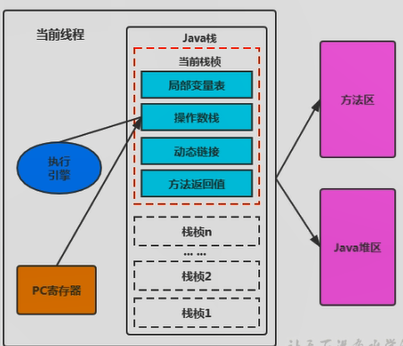 当前线程
Java栈
当前栈桢
局部变量表
操作数栈
动态链接
方法返回值
执行
引擎
PC寄存器
栈桢n
... ...
栈桢2
栈桢1
方法区
Java堆区